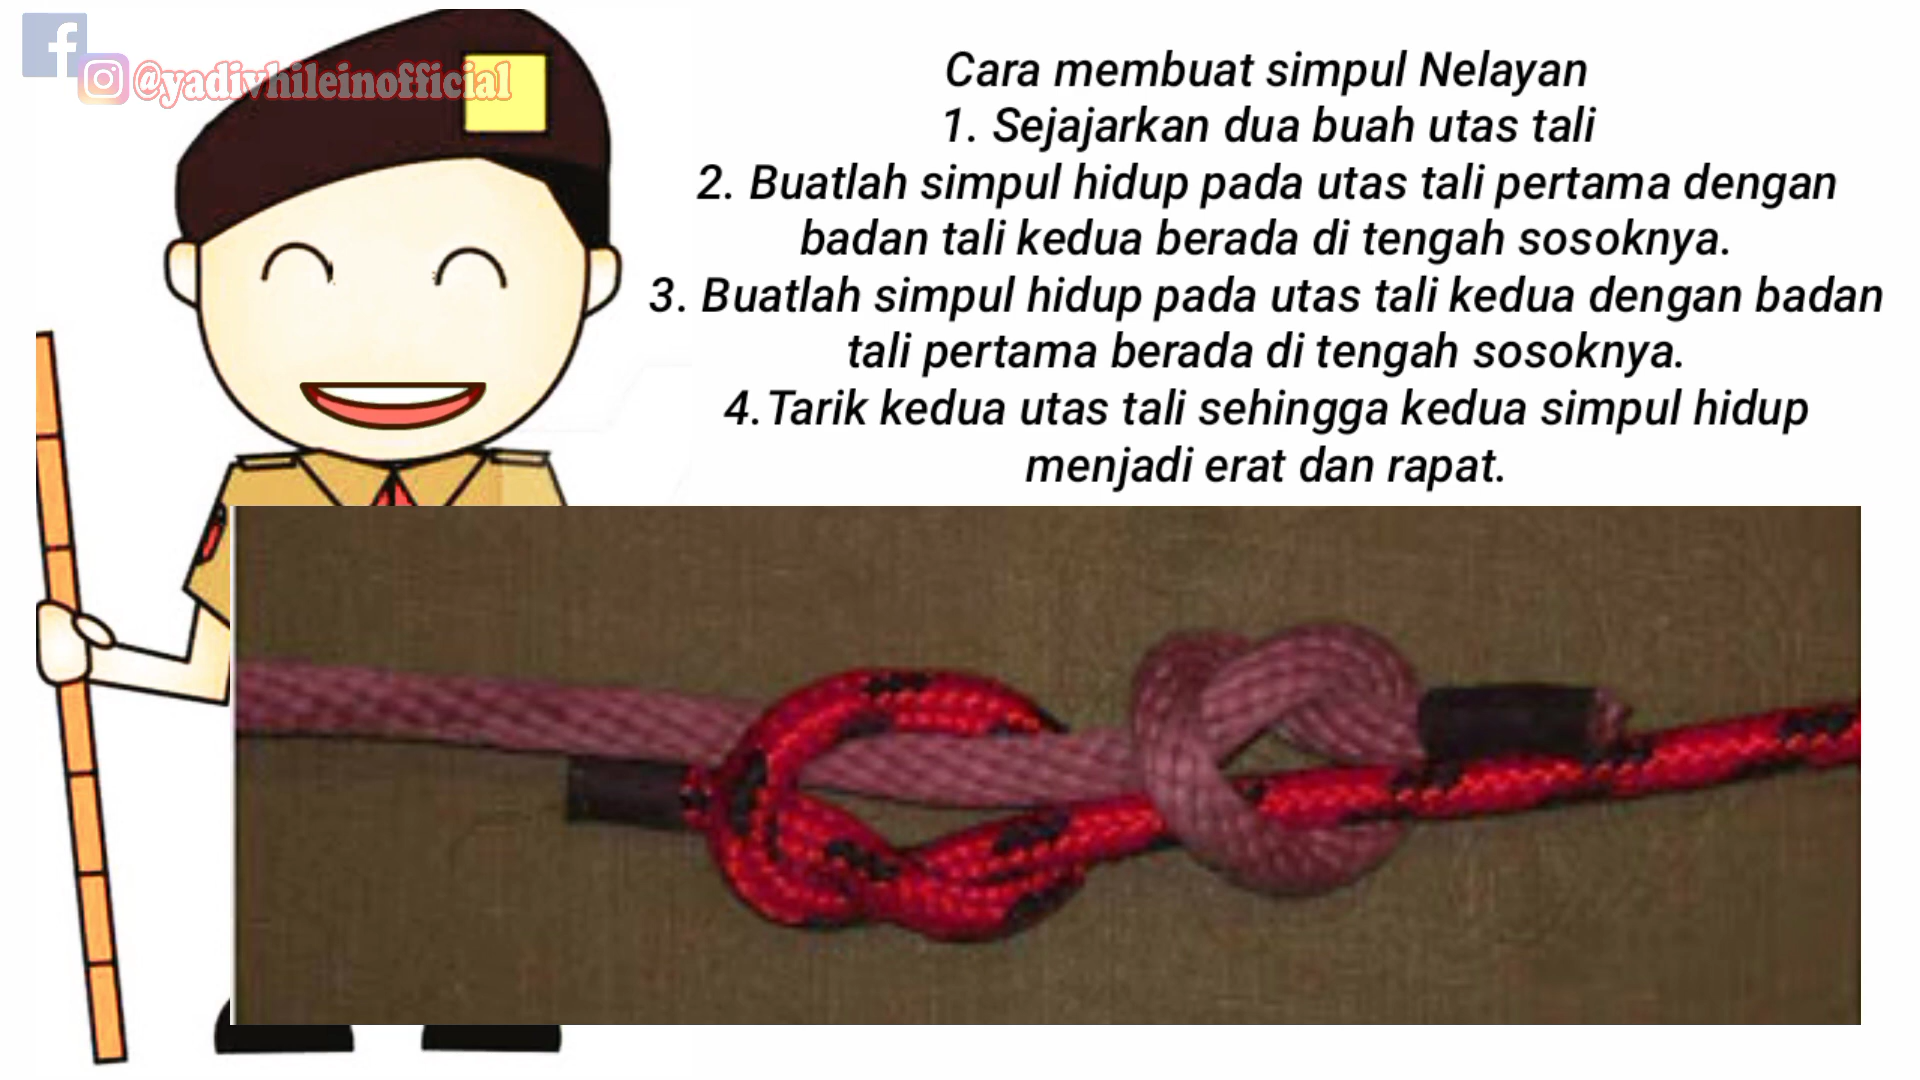 @yadivhileinofficial
Cara membuat simpul Nelayan
1. Sejajarkan dua buah utas tali
2. Buatlah simpul hidup pada utas tali pertama dengan
badan tali kedua berada di tengah sosoknya.
3. Buatlah simpul hidup pada utas tali kedua dengan badan
tali pertama berada di tengah sosoknya.
4. Tarik kedua utas tali sehingga kedua simpul hidup
menjadi erat dan rapat.